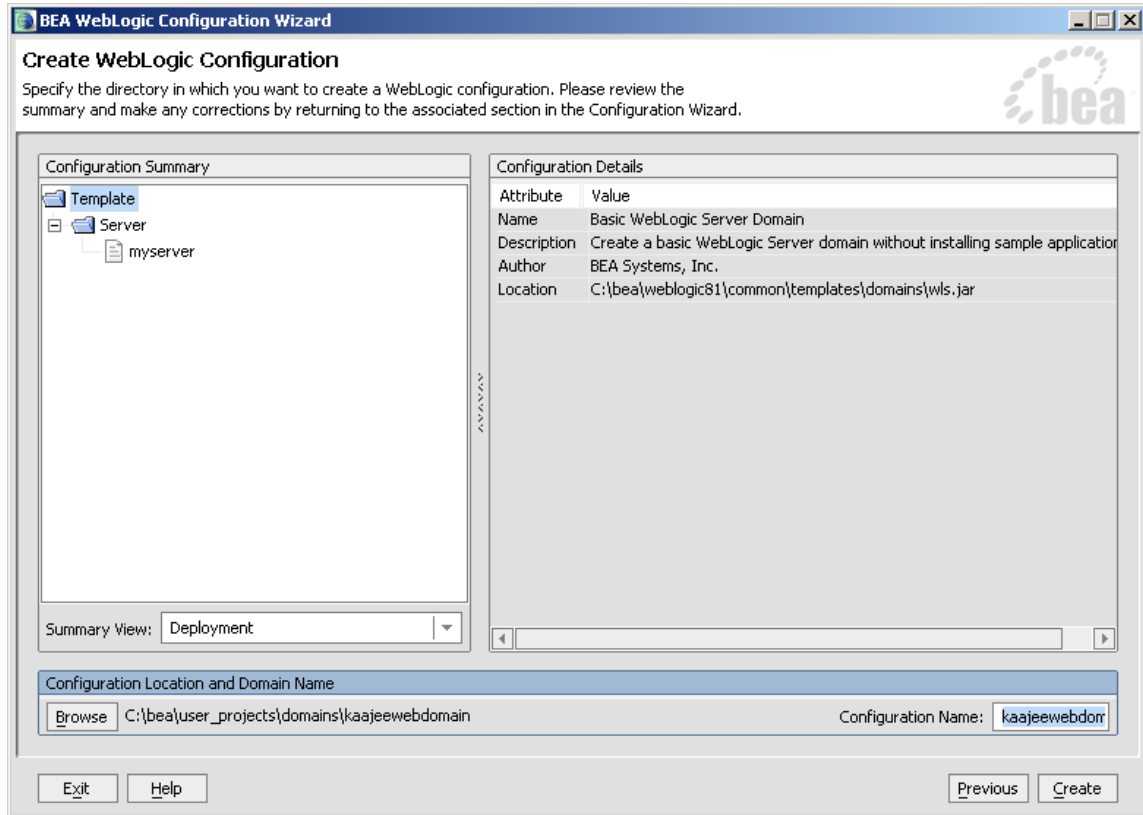 BEA WebLogic Configuration Wizard
Create WebLogic Configuration
Specify the directory in which you want to create a WebLogic configuration. Please review the
summary and make any corrections by returning to the associated section in the Configuration Wizard.
bea
Configuration Summary
Template
Server
myserver
Summary View: Deployment
Configuration Details
Attribute Value
Name Basic WebLogic Server Domain
Description Create a basic WebLogic Server domain without installing sample application
Author BEA Systems, Inc.
Location C:\bea\weblogic81\common\templates\domains\wls.jar
Configuration Location and Domain Name
Browse C:\bea\user_projects\domains\kaajeewebdomain Configuration Name: kaajeewebdom
Exit Help Previous Create